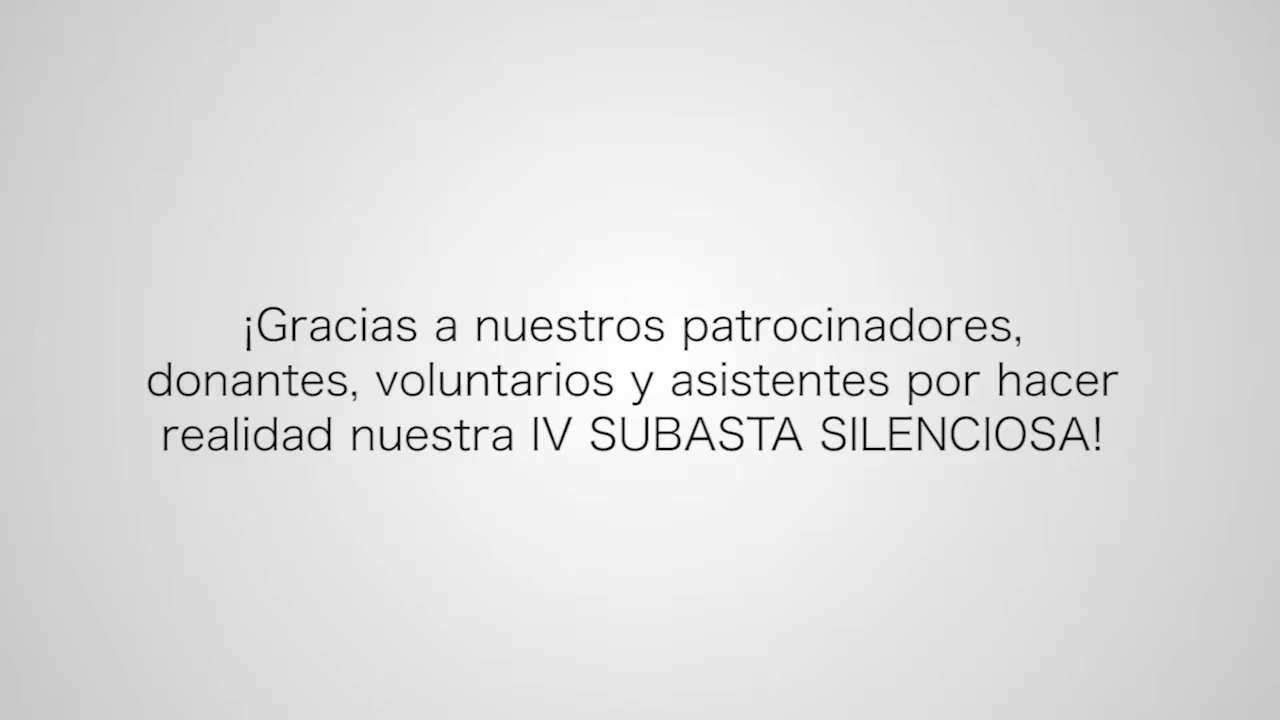 ¡Gracias a nuestros patrocinadores,
donantes, voluntarios y asistentes por hacer
realidad nuestra IV SUBASTA SILENCIOSA!